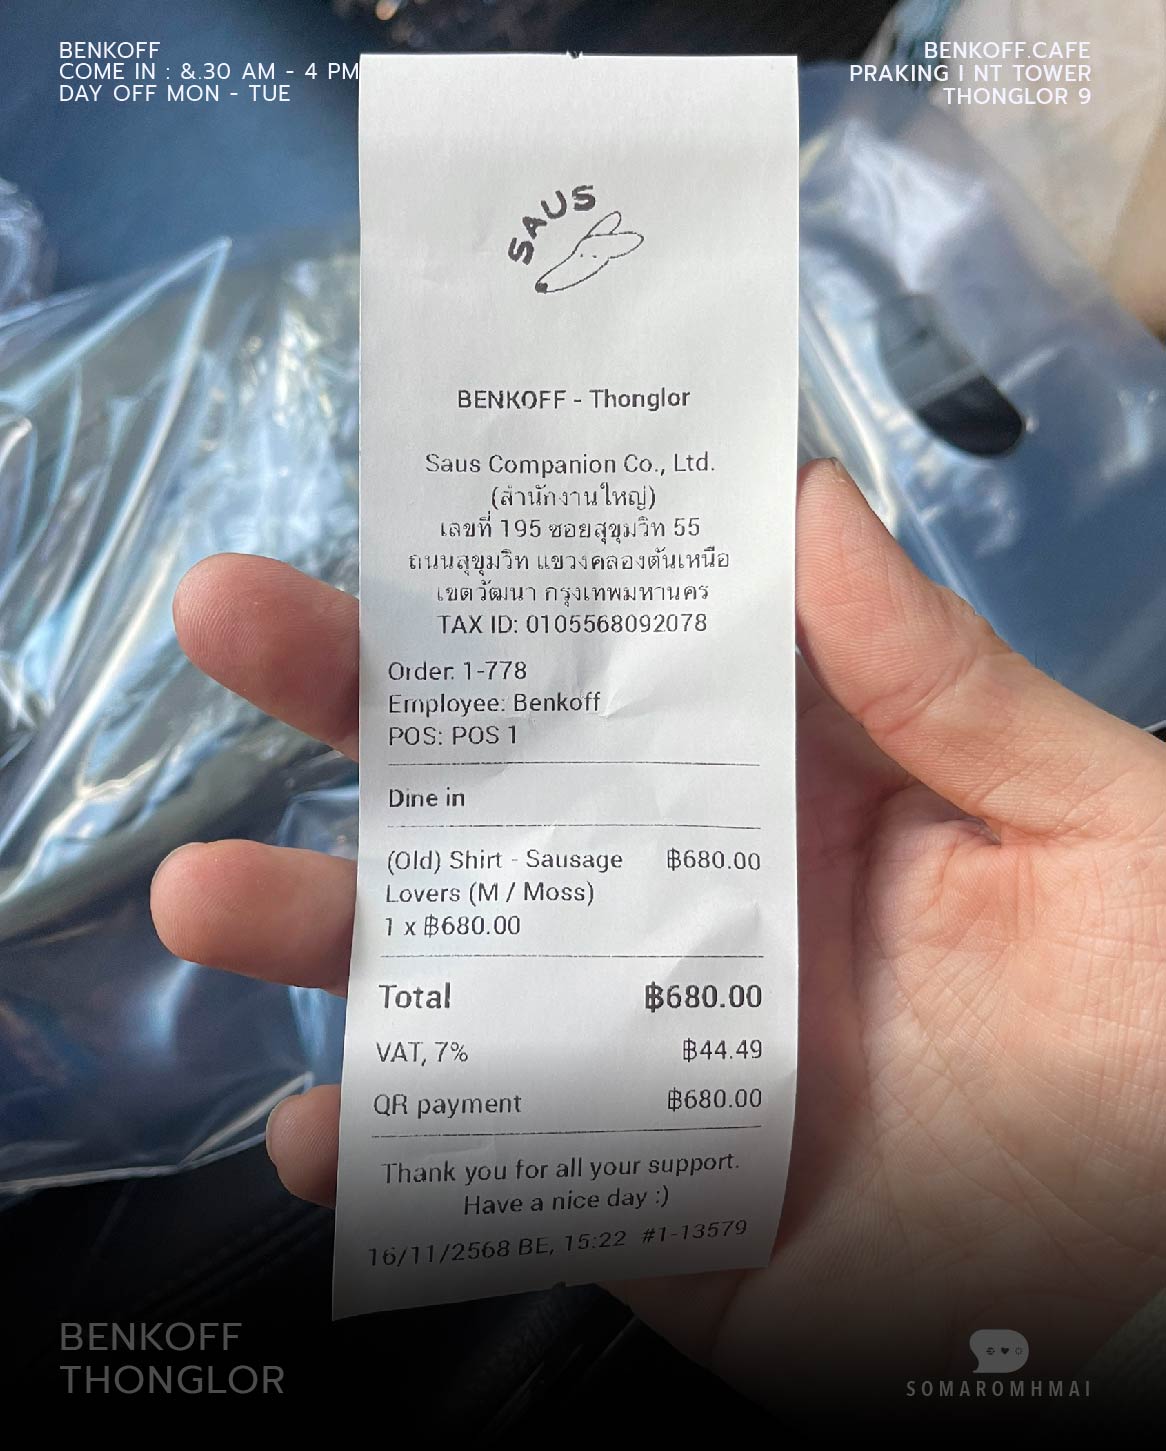 BENKOFF
COME IN : &.30 AM - 4 PM
DAY OFF MON - TUE
BENKOFF.CAFE
PRAKING I NT TOWER
THONGLOR 9
SAUS
BENKOFF - Thonglor
Saus Companion Co., Ltd.
(สำนักงานใหญ่)
เลขที่ 195 ซอยสุขุมวิท 55
ถนนสุขุมวิท แขวงคลองตันเหนือ
เขตวัฒนา กรุงเทพมหานคร
TAX ID: 0105568092078
Order: 1-778
Employee: Benkoff
POS: POS 1
Dine in
(Old) Shirt - Sausage ฿680.00
Lovers (M / Moss)
1 x ฿680.00
Total ฿680.00
VAT, 7% ฿44.49
QR payment ฿680.00
Thank you for all your support.
Have a nice day :)
16/11/2568 BE, 15:22 #1-13579
BENKOFF
THONGLOR
SOMAROMHMAI